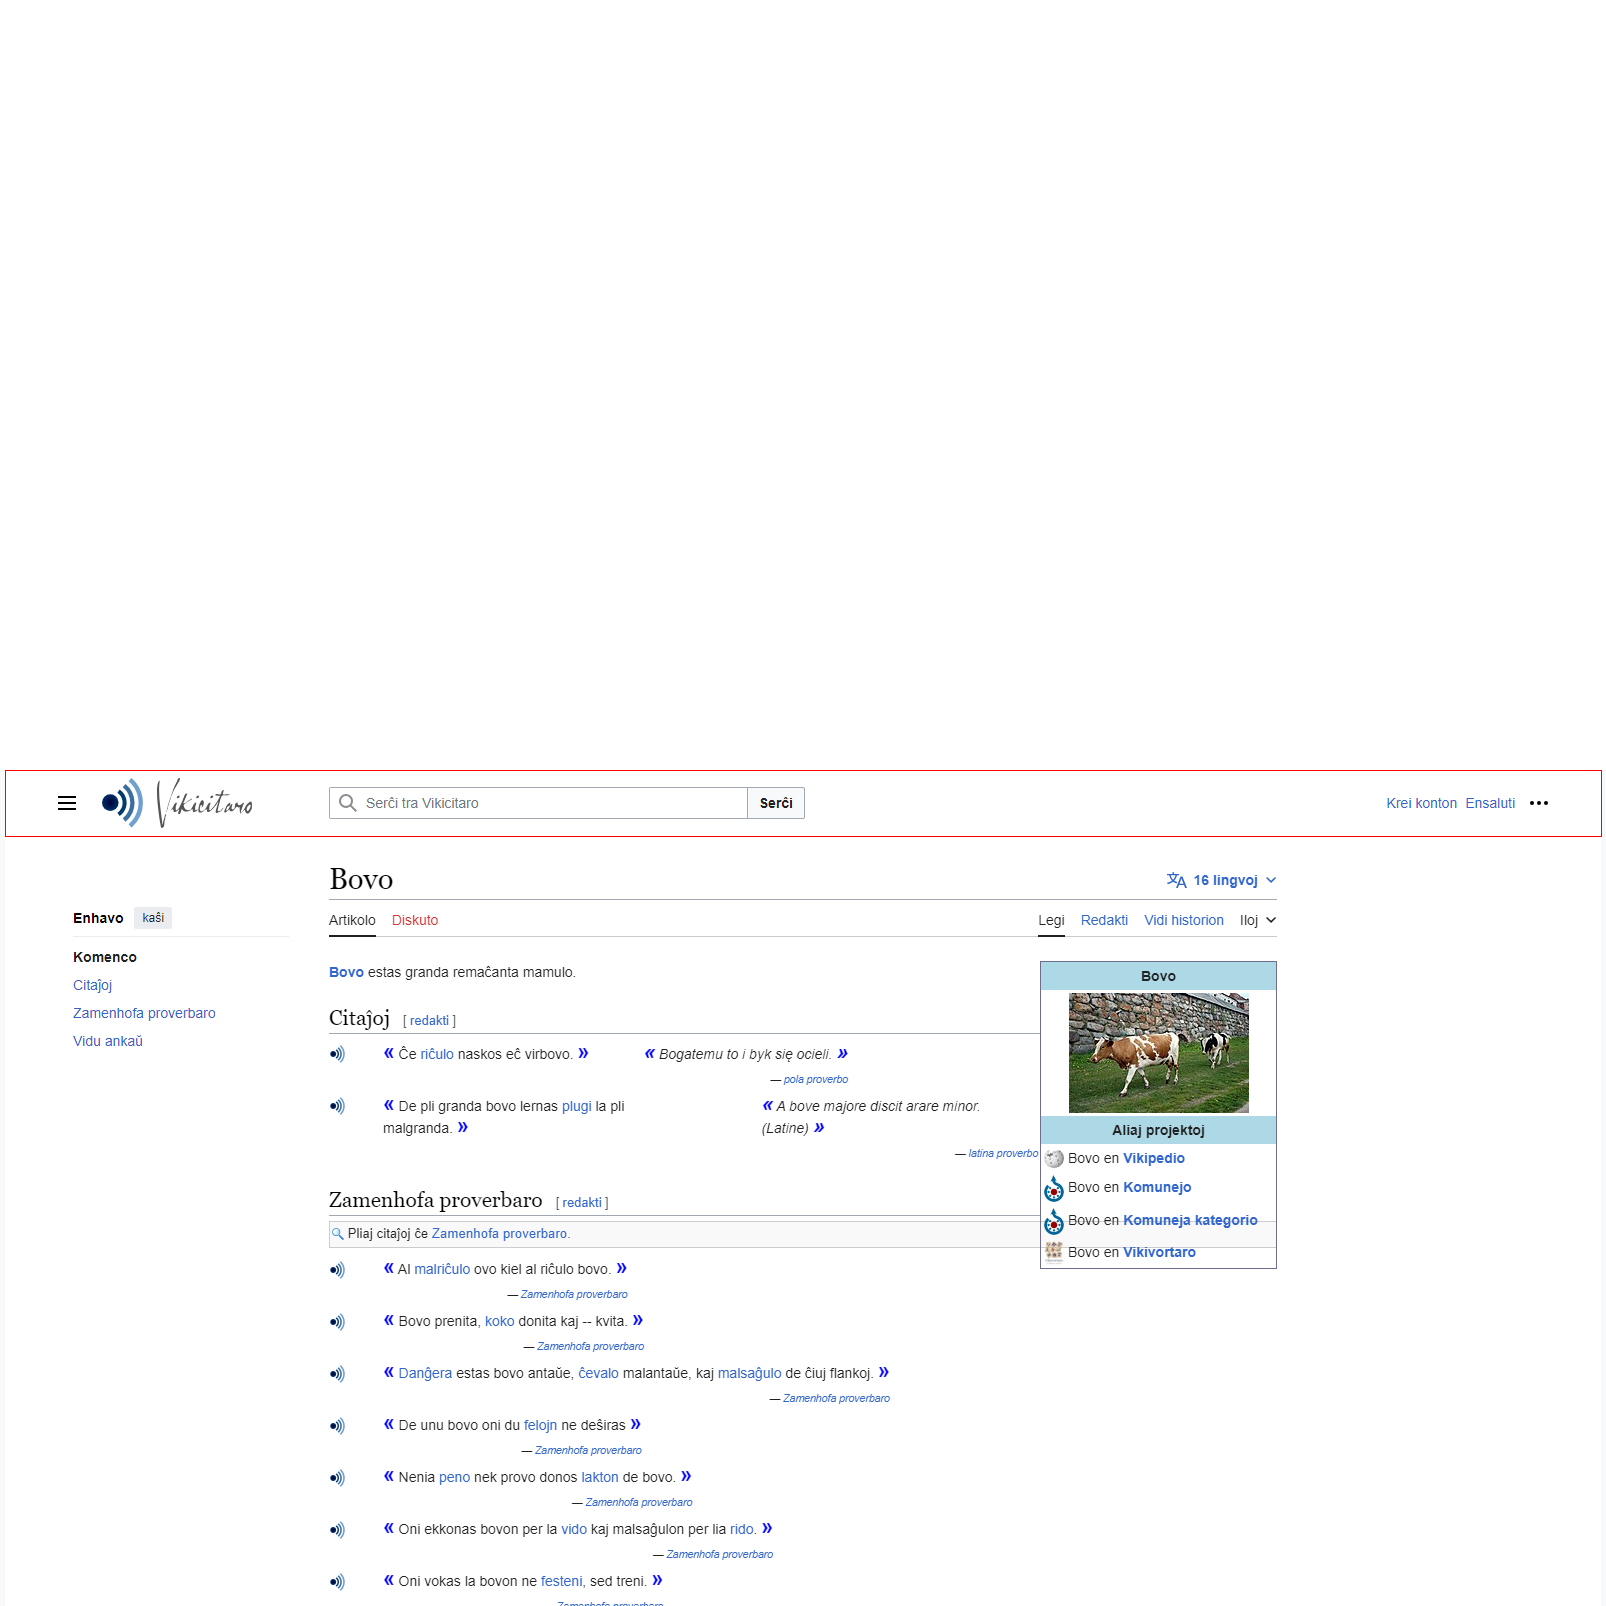 Vikicitaro
Serĉi tra Vikicitaro
Serĉi
Krei konton Ensaluti
Bovo
16 lingvoj
Enhavo kaŝi
Artikolo Diskuto
Legi Redakti Vidi historion Iloj
Komenco
Citaĵoj
Zamenhofa proverbaro
Vidu ankaŭ
Bovo estas granda remaĉanta mamulo.
Citaĵoj [ redakti ]
« Ĉe riĉulo naskos eĉ virbovo. »
« Bogatemu to i byk się ocieli. »
— pola proverbo
« De pli granda bovo lernas plugi la pli
malgranda. »
« A bove majore discit arare minor.
(Latine) »
— latina proverbo
Bovo
Aliaj projektoj
Bovo en Vikipedio
Bovo en Komunejo
Bovo en Komuneja kategorio
Bovo en Vikivortaro
Zamenhofa proverbaro [ redakti ]
Pliaj citaĵoj ĉe Zamenhofa proverbaro.
« Al malriĉulo ovo kiel al riĉulo bovo. »
— Zamenhofa proverbaro
« Bovo prenita, koko donita kaj -- kvita. »
— Zamenhofa proverbaro
« Danĝera estas bovo antaŭe, ĉevalo malantaŭe, kaj malsaĝulo de ĉiuj flankoj. »
— Zamenhofa proverbaro
« De unu bovo oni du felojn ne deŝiras »
— Zamenhofa proverbaro
« Nenia peno nek provo donos lakton de bovo. »
— Zamenhofa proverbaro
« Oni ekkonas bovon per la vido kaj malsaĝulon per lia rido. »
— Zamenhofa proverbaro
« Oni vokas la bovon ne festeni, sed treni. »
Zamenhofa proverbaro